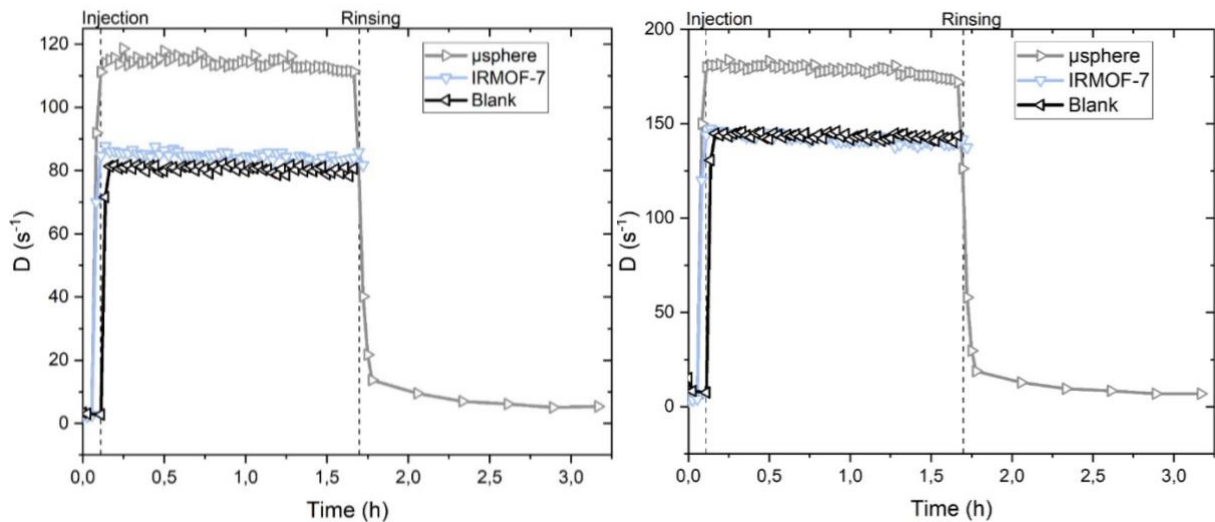 Injection
Rinsing
120
100
80
60
40
20
0
D (s⁻¹)
µsphere
IRMOF-7
Blank
0,0 0,5 1,0 1,5 2,0 2,5 3,0
Time (h)
Injection
Rinsing
200
150
100
50
0
D (s⁻¹)
µsphere
IRMOF-7
Blank
0,0 0,5 1,0 1,5 2,0 2,5 3,0
Time (h)